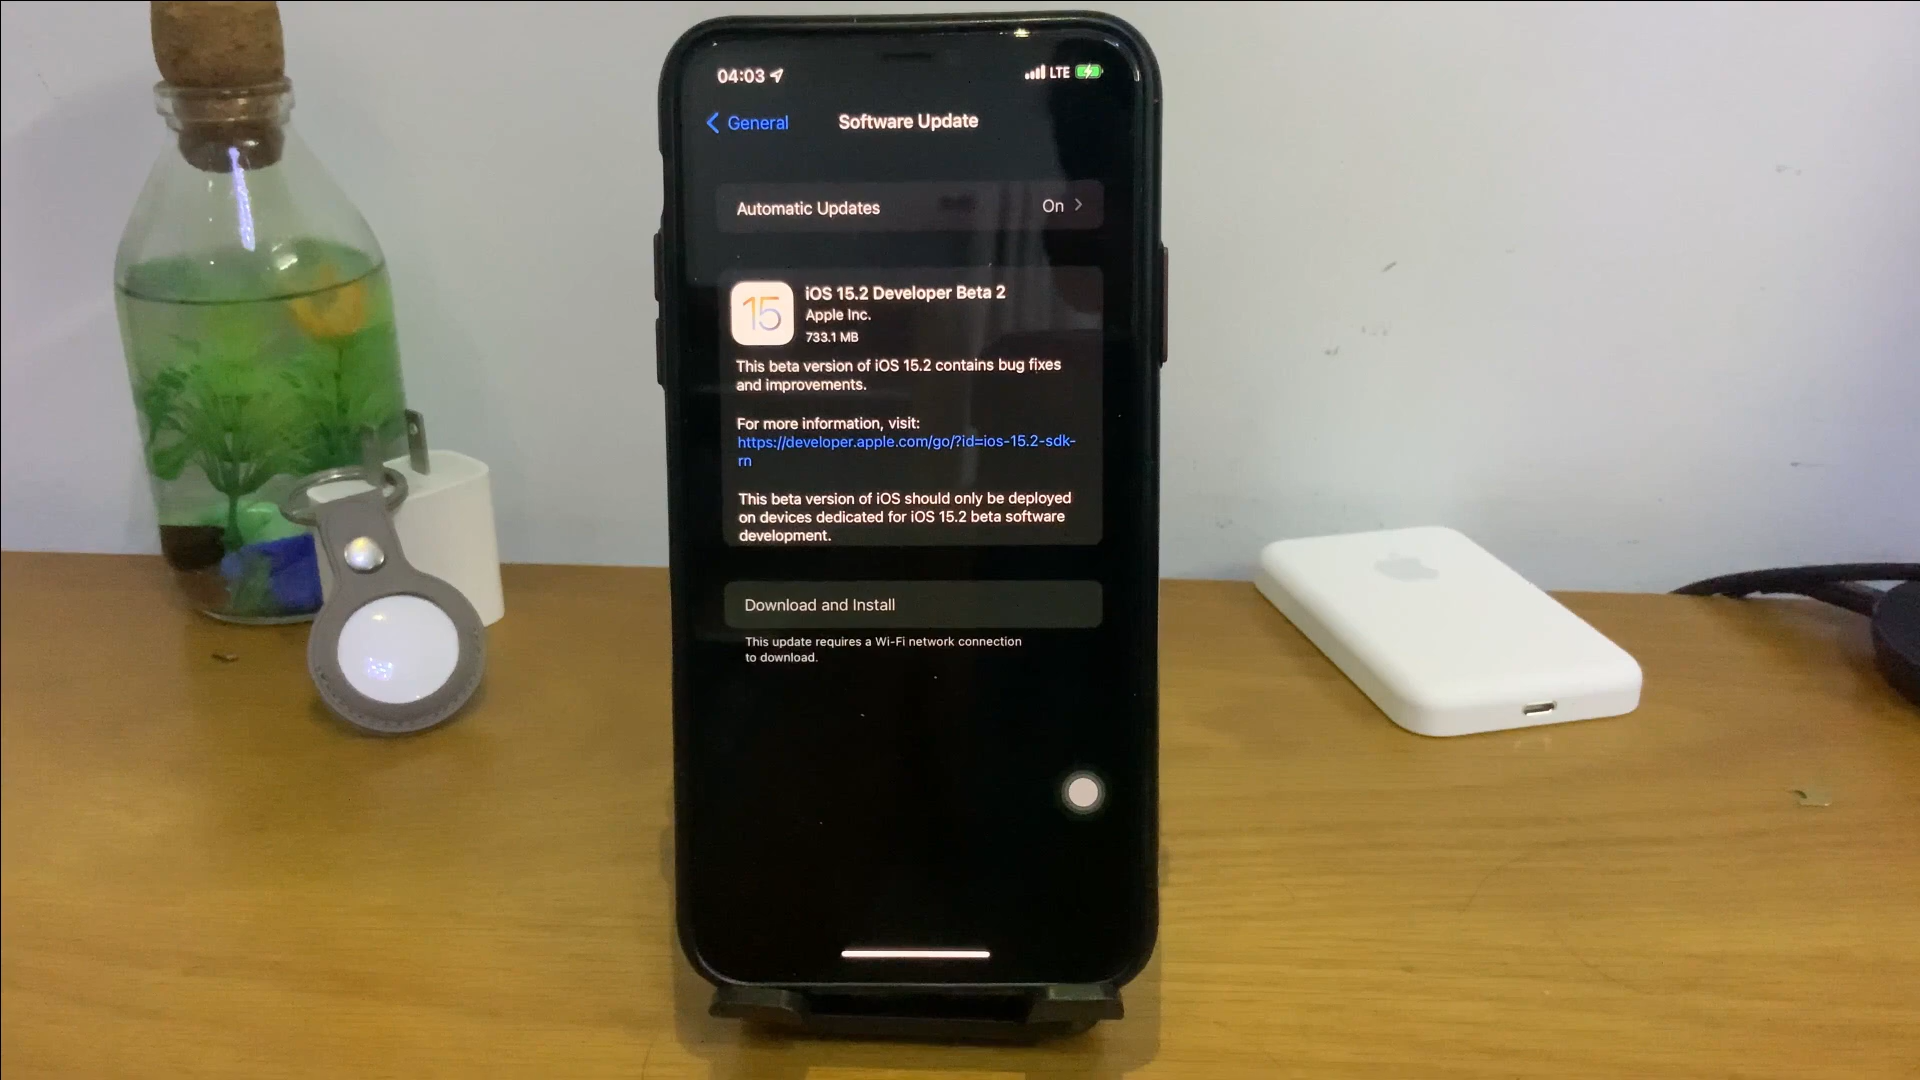 04:03
LTE
General
Software Update
Automatic Updates
On
15
iOS 15.2 Developer Beta 2
Apple Inc.
733.1 MB
This beta version of iOS 15.2 contains bug fixes
and improvements.
For more information, visit:
https://developer.apple.com/go/?id=ios-15.2-sdk-
rn
This beta version of iOS should only be deployed
on devices dedicated for iOS 15.2 beta software
development.
Download and Install
This update requires a Wi-Fi network connection
to download.